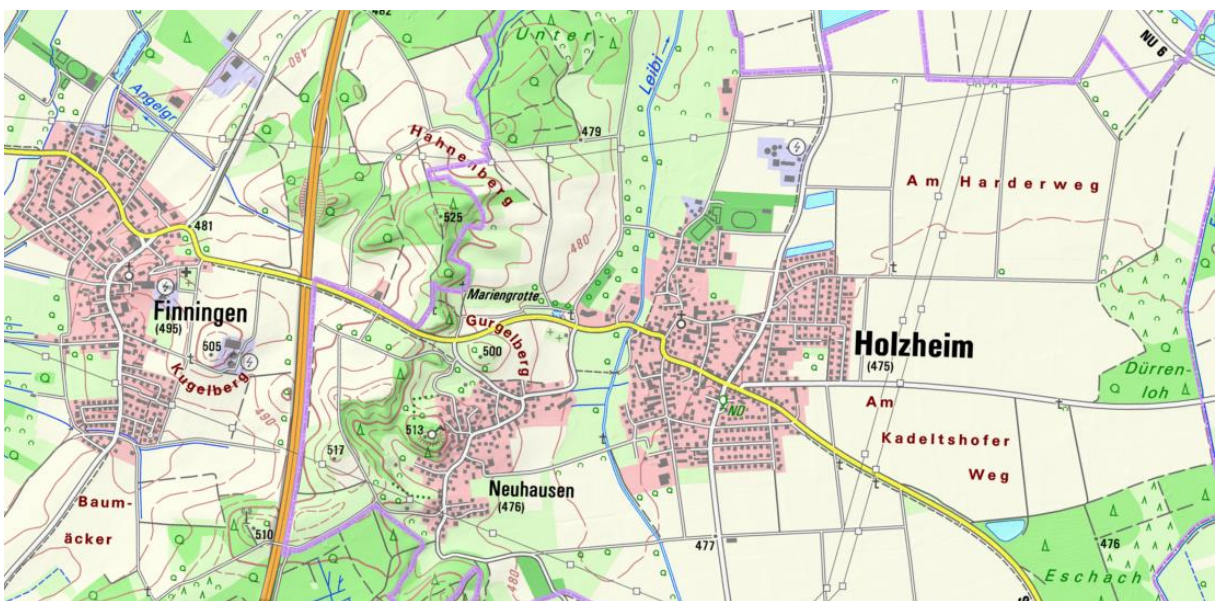 482
Unter-
480
Angelgr
Leibi
NU 6
479
Hahnenberg
Am Harderweg
525
481
480
Mariengrotte
Finningen
(495)
Gurgelberg
500
505
Kugelberg
Holzheim
(475)
Dürren-
loh
490
ND
Am
Kadeltshofer
Weg
513
517
Neuhausen
(476)
Baum-
äcker
510
477
476
480
Eschach